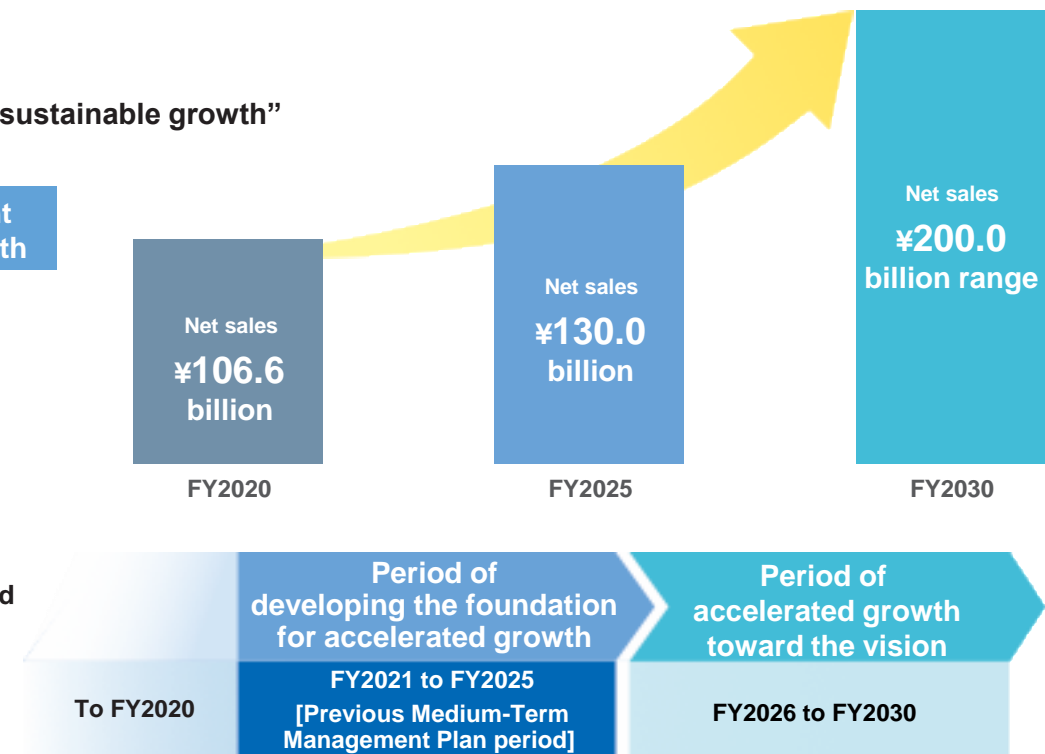 sustainable growth”
Net sales
¥200.0
billion range
Net sales
¥130.0
billion
Net sales
¥106.6
billion
FY2020
FY2025
FY2030
Period of
developing the foundation
for accelerated growth
Period of
accelerated growth
toward the vision
To FY2020
FY2021 to FY2025
[Previous Medium-Term
Management Plan period]
FY2026 to FY2030